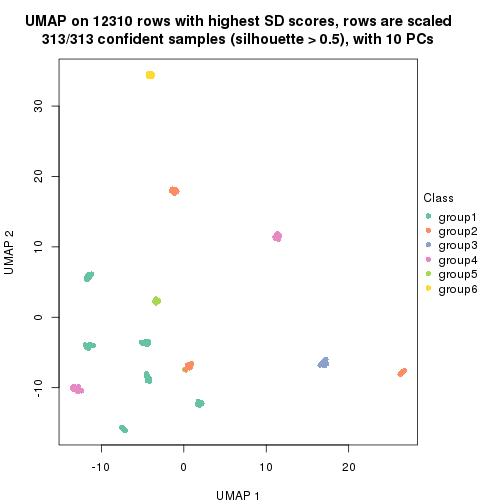 UMAP on 12310 rows with highest SD scores, rows are scaled
313/313 confident samples (silhouette > 0.5), with 10 PCs
30
20
10
0
-10
UMAP 2
-10
0
10
20
UMAP 1
Class
group1
group2
group3
group4
group5
group6